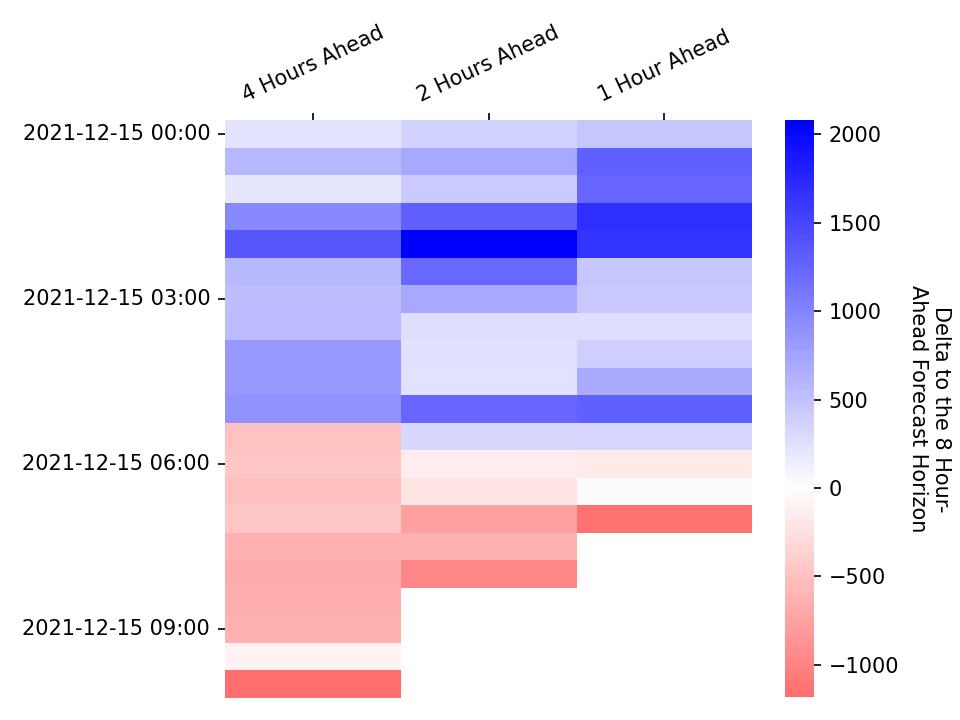 4 Hours Ahead
2 Hours Ahead
1 Hour Ahead
2021-12-15 00:00
2021-12-15 03:00
2021-12-15 06:00
2021-12-15 09:00
2000
1500
1000
500
0
−500
−1000
Delta to the 8 Hour-
Ahead Forecast Horizon